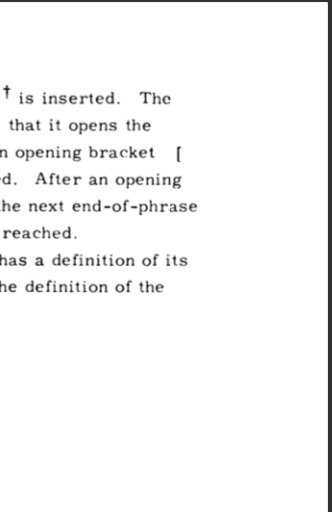 † is inserted. The
that it opens the
n opening bracket [
d. After an opening
he next end-of-phrase
reached.
has a definition of its
he definition of the